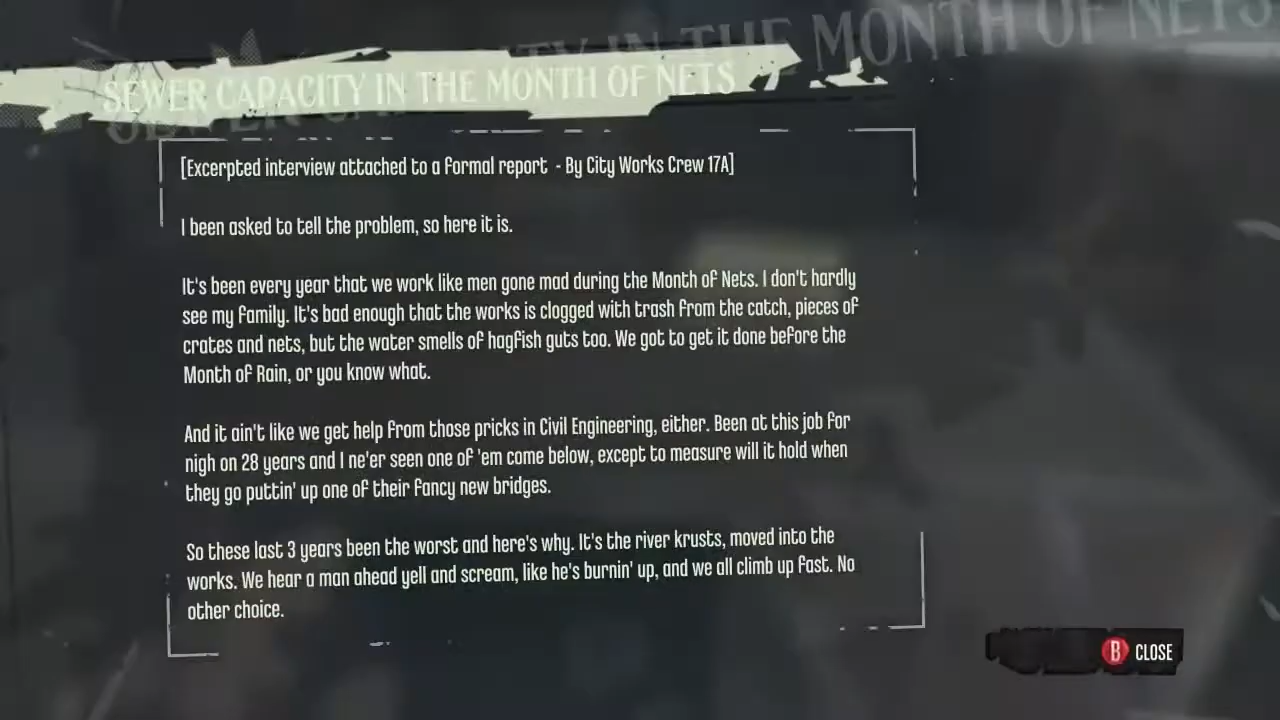 TY IN THE MONTH OF NETS
SEWER CAPACITY IN THE MONTH OF NETS
[Excerpted interview attached to a formal report - By City Works Crew 17A]
I been asked to tell the problem, so here it is.
It's been every year that we work like men gone mad during the Month of Nets. I don't hardly
see my family. It's bad enough that the works is clogged with trash from the catch, pieces of
crates and nets, but the water smells of hagfish guts too. We got to get it done before the
Month of Rain, or you know what.
And it ain't like we get help from those pricks in Civil Engineering, either. Been at this job for
nigh on 28 years and I ne'er seen one of 'em come below, except to measure will it hold when
they go puttin' up one of their fancy new bridges.
So these last 3 years been the worst and here's why. It's the river krusts, moved into the
works. We hear a man ahead yell and scream, like he's burnin' up, and we all climb up fast. No
other choice.
B CLOSE